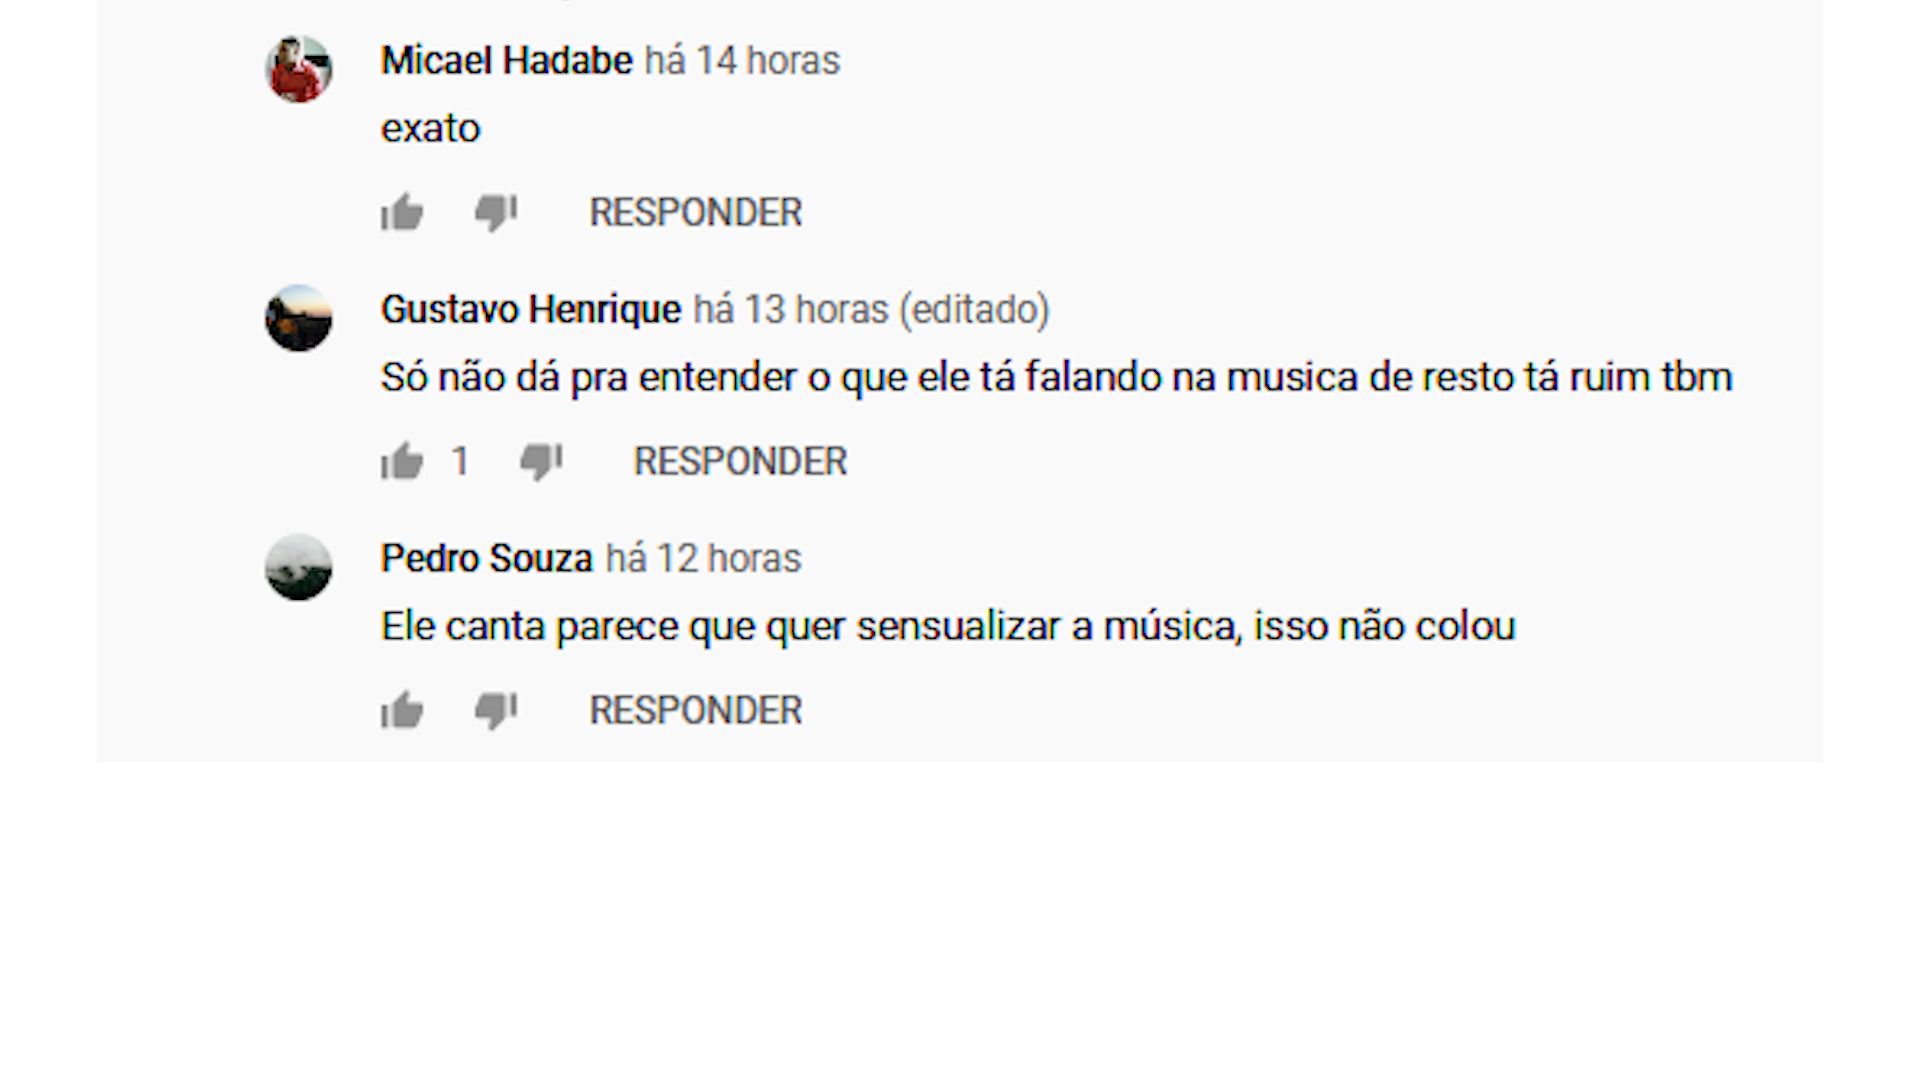 Micael Hadabe há 14 horas
exato
RESPONDER
Gustavo Henrique há 13 horas (editado)
Só não dá pra entender o que ele tá falando na musica de resto tá ruim tbm
1 RESPONDER
Pedro Souza há 12 horas
Ele canta parece que quer sensualizar a música, isso não colou
RESPONDER